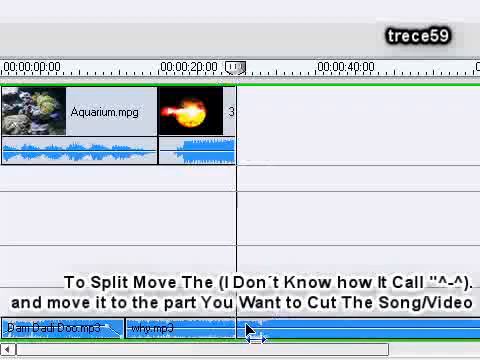 trece59
00:00:00:00 00:00:20:00 00:00:40:00
Aquarium.mpg 3
To Split Move The (I Don´t Know how It Call "^-^).
and move it to the part You Want to Cut The Song/Video
Dam Dadi Doo.mp3 why.mp3